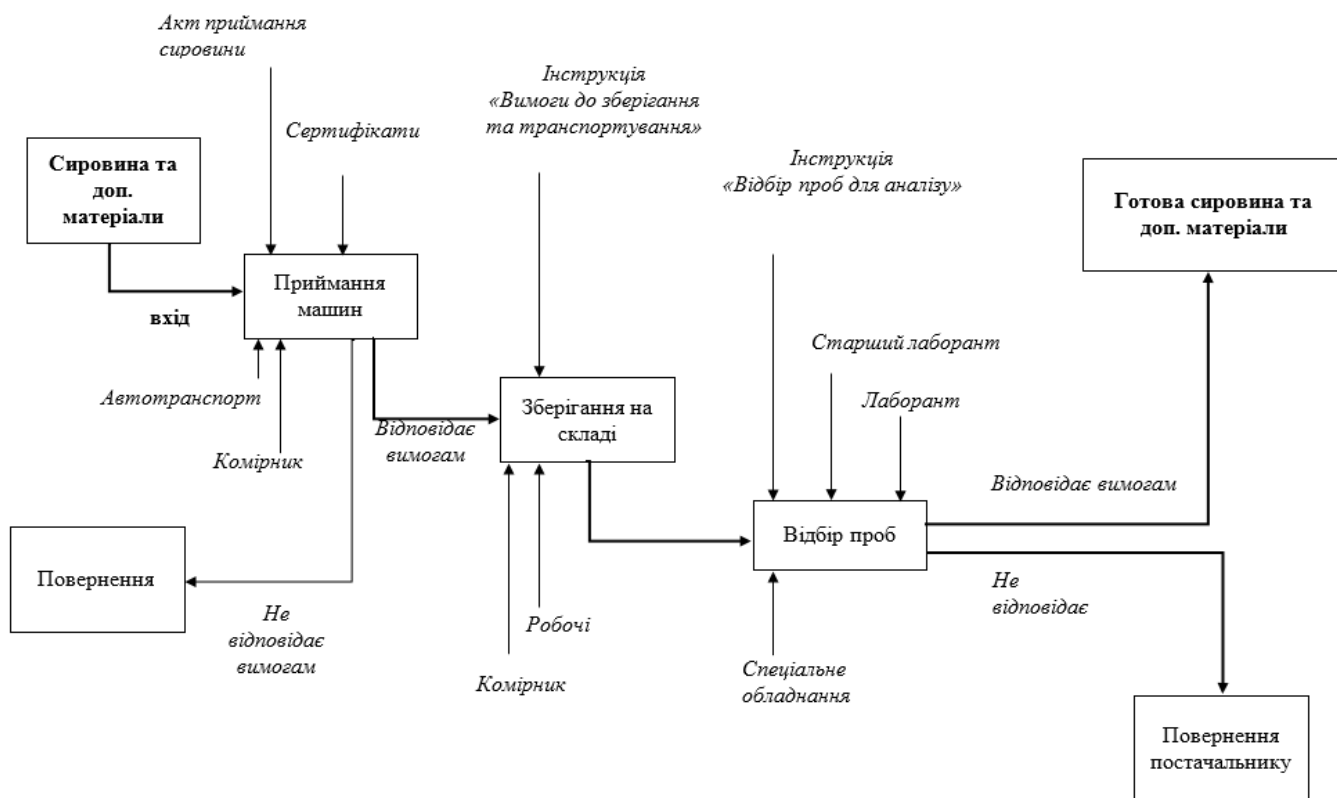 Акт приймання
сировини
Інструкція
«Вимоги до зберігання
та транспортування»
Сертифікати
Сировина та
доп.
матеріали
Інструкція
«Відбір проб для аналізу»
Готова сировина та
доп. матеріали
Приймання
машин
вхід
Старший лаборант
Автотранспорт
Зберігання на
складі
Лаборант
Відповідає
вимогам
Комірник
Відповідає вимогам
Відбір проб
Повернення
Не
відповідає
Не
відповідає
вимогам
Робочі
Комірник
Спеціальне
обладнання
Повернення
постачальнику